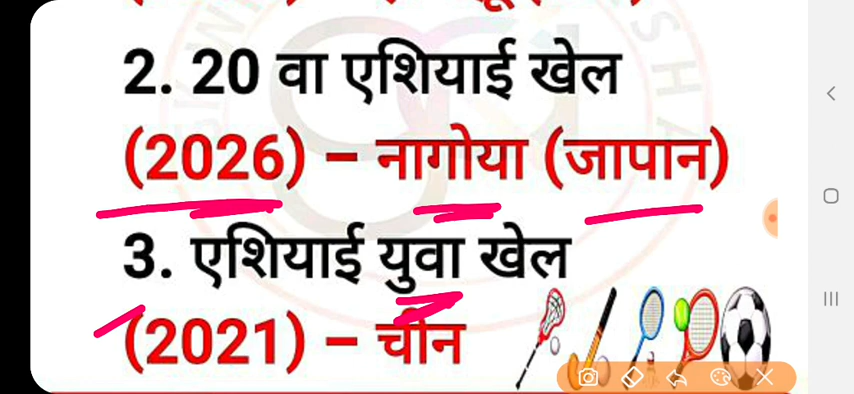 2. 20 वा एशियाई खेल
(2026) – नागोया (जापान)
3. एशियाई युवा खेल
(2021) – चीन